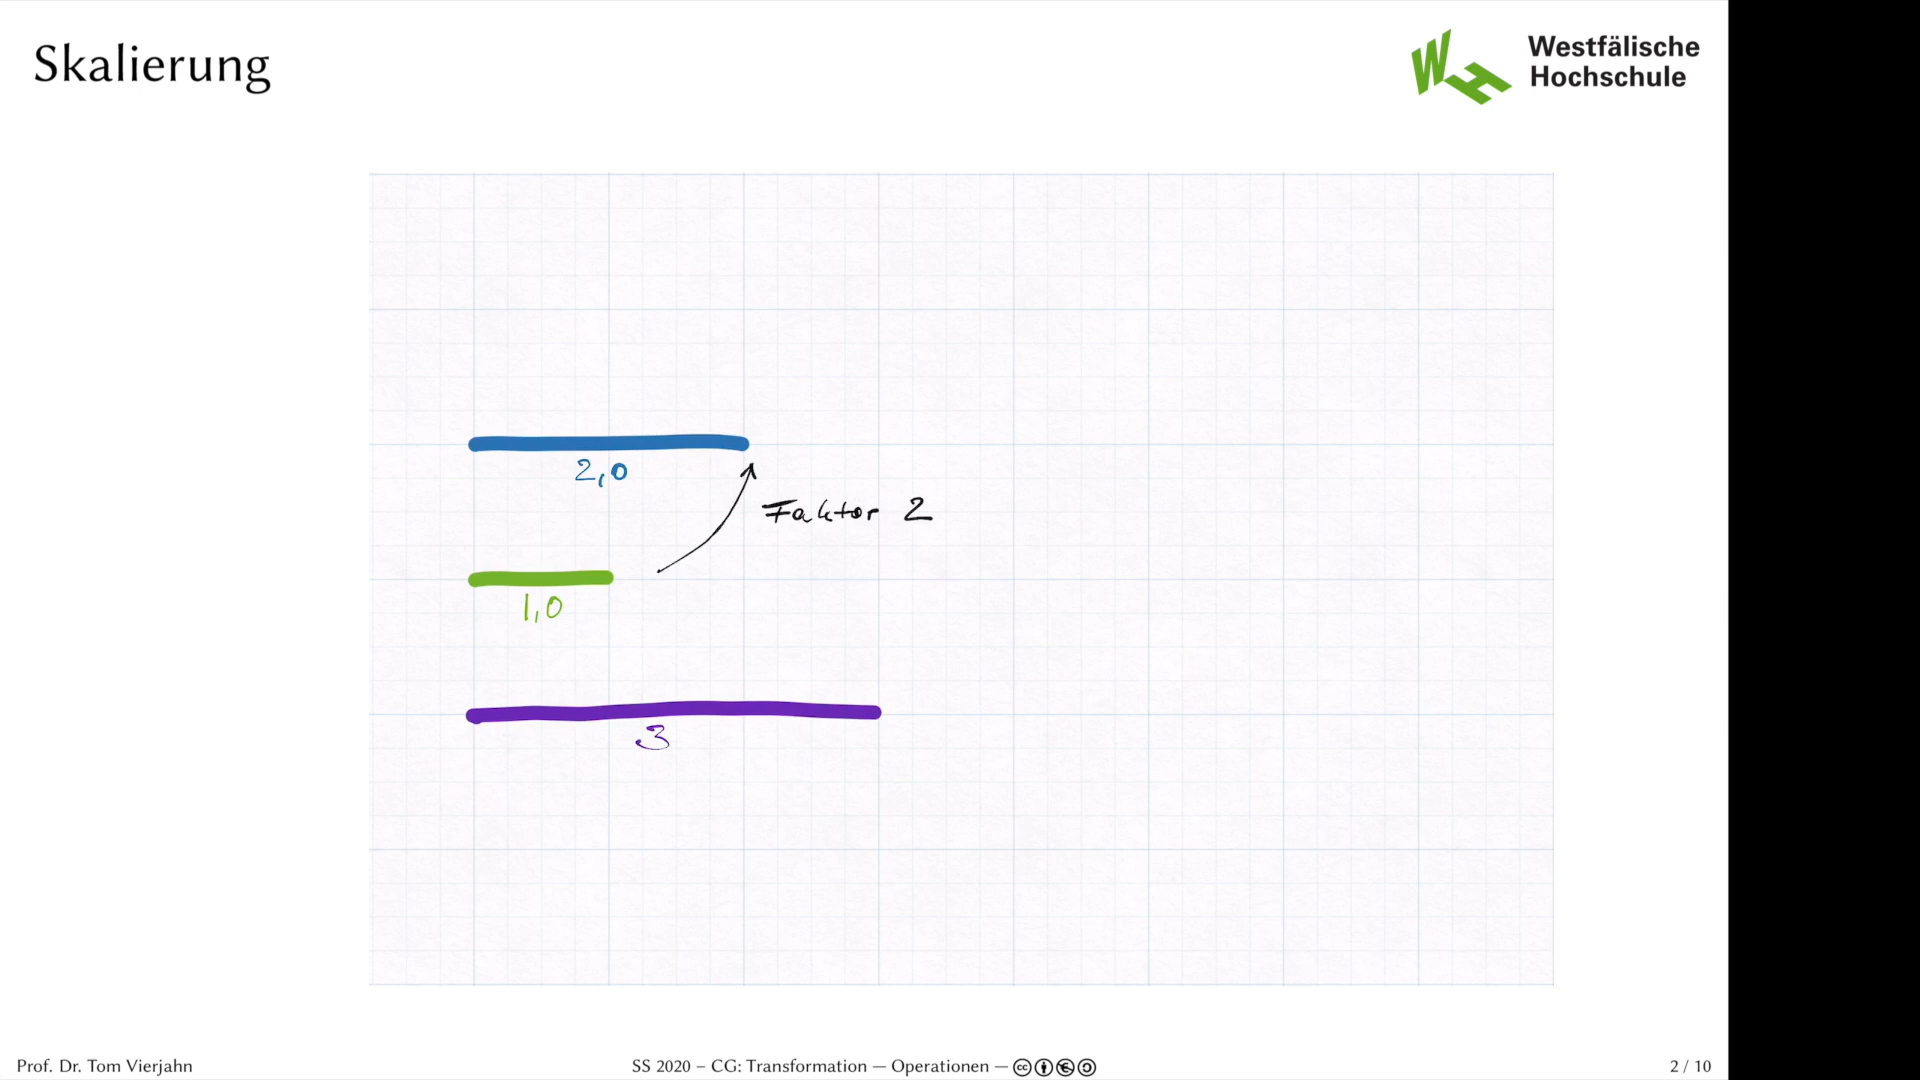 Skalierung
Westfälische
Hochschule
2,0
Faktor 2
1,0
3
Prof. Dr. Tom Vierjahn
SS 2020 – CG: Transformation — Operationen —
2 / 10